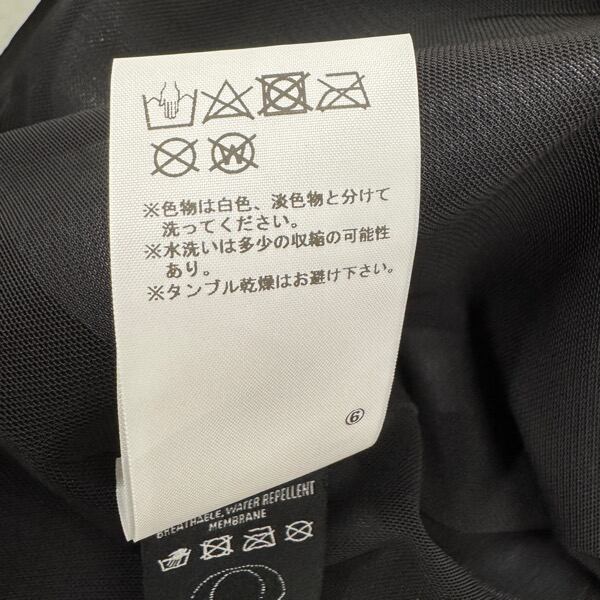 ※色物は白色、淡色物と分けて
洗ってください。
※水洗いは多少の収縮の可能性
あり。
※タンブル乾燥はお避け下さい。
⑥
BREATHABLE, WATER REPELLENT
MEMBRANE